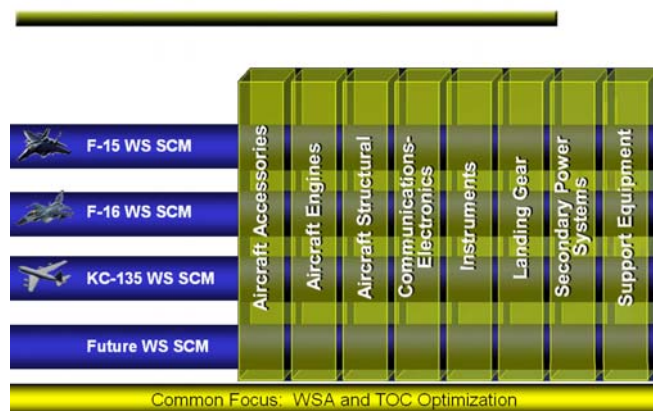 F-15 WS SCM
F-16 WS SCM
KC-135 WS SCM
Future WS SCM
Aircraft Accessories
Aircraft Engines
Aircraft Structural
Communications-
Electronics
Instruments
Landing Gear
Secondary Power
Systems
Support Equipment
Common Focus: WSA and TOC Optimization